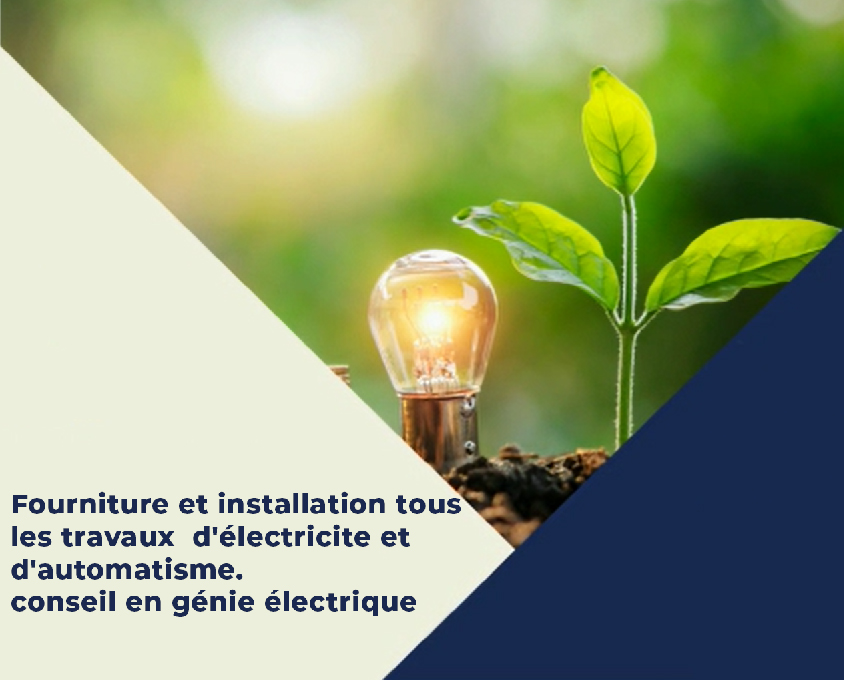 Fourniture et installation tous
les travaux  d'électricite et
d'automatisme.
conseil en génie électrique